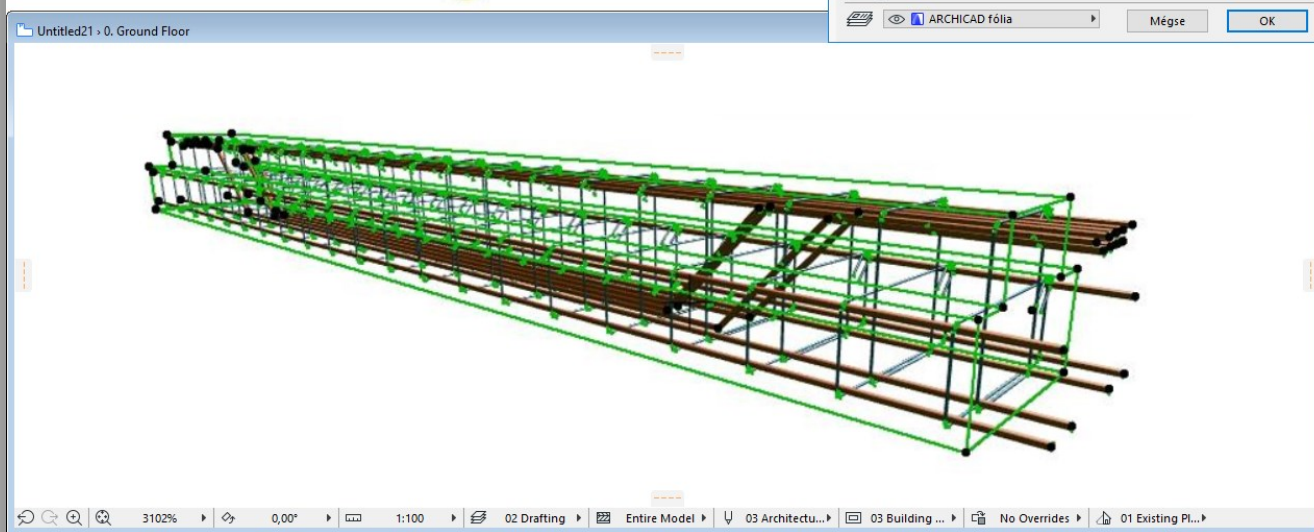 ARCHICAD fólia Mégse OK
Untitled21 › 0. Ground Floor
3102% 0,00° 1:100 02 Drafting Entire Model 03 Architectu... 03 Building ... No Overrides 01 Existing Pl...